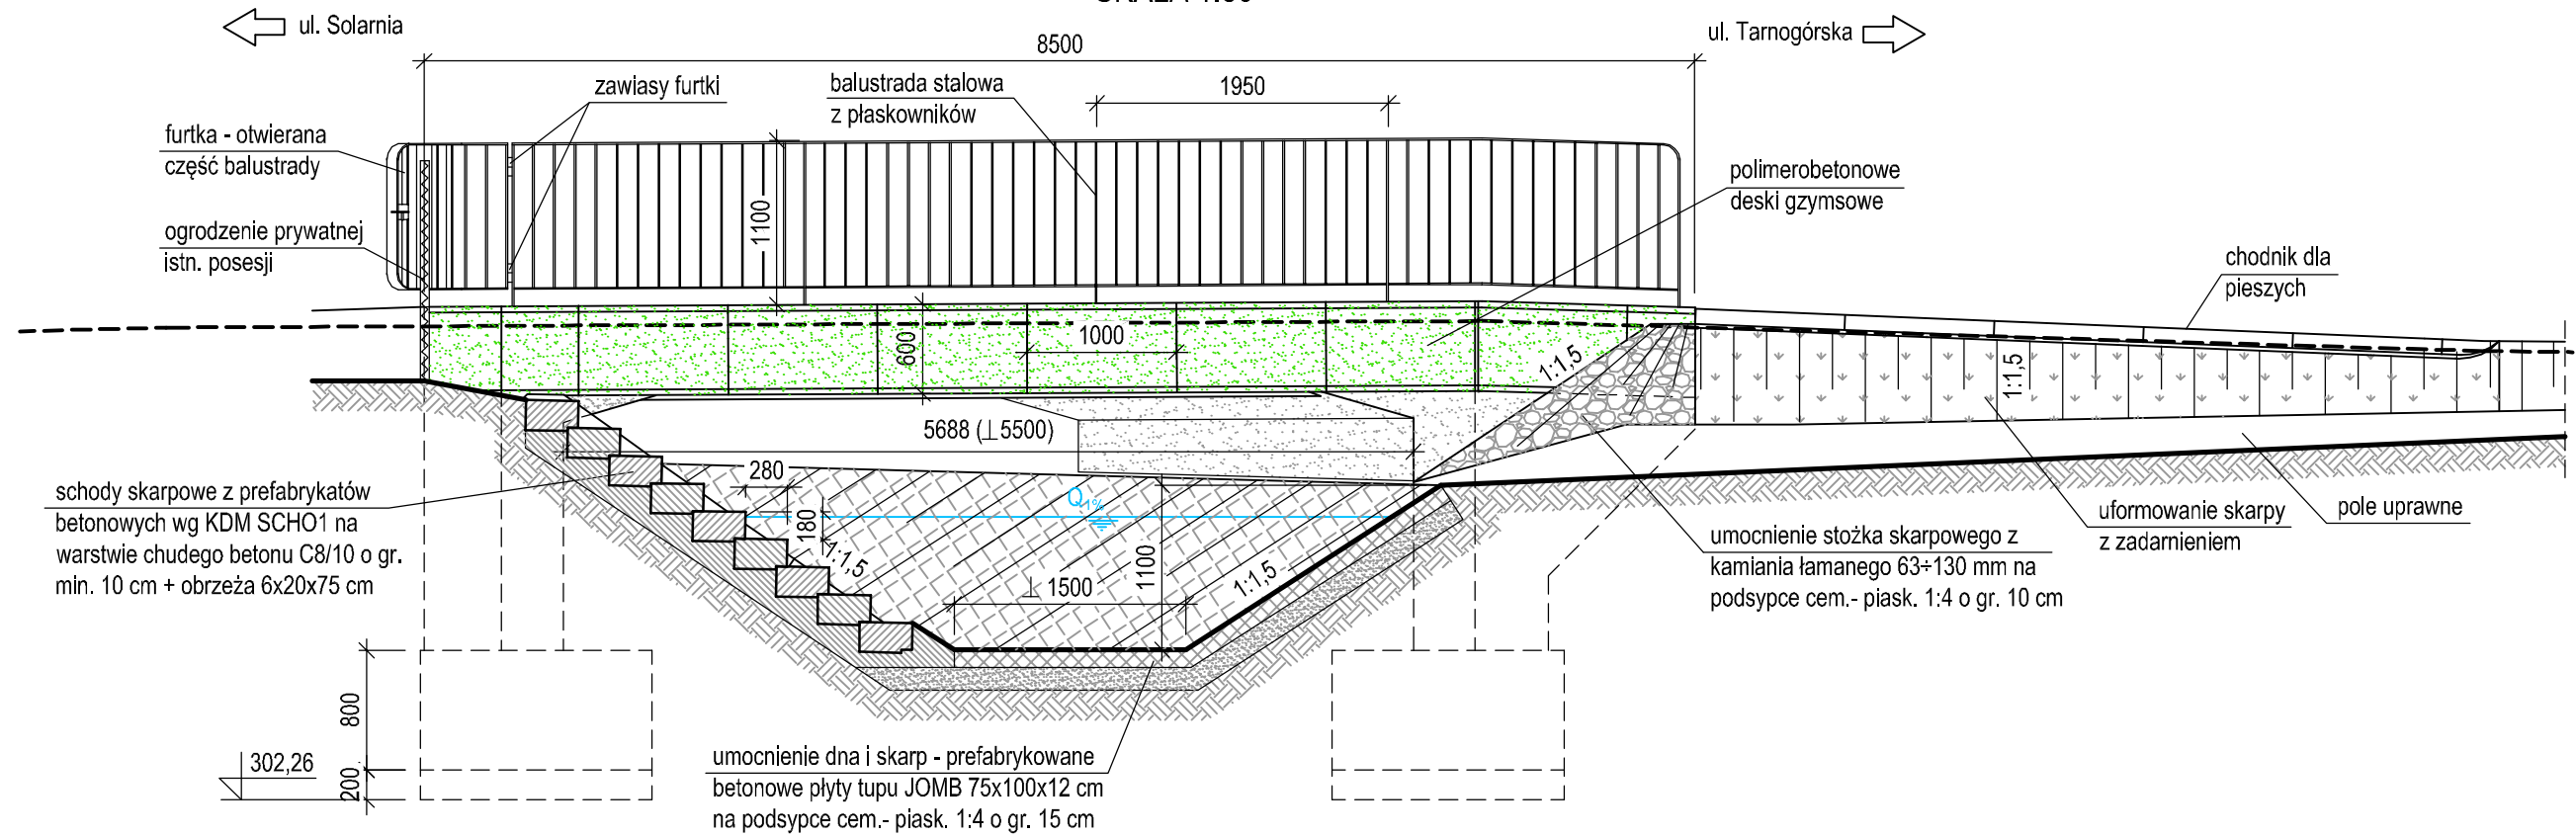 ul. Solarnia
ul. Tarnogórska
8500
zawiasy furtki
balustrada stalowa
z płaskowników
1950
furtka - otwierana
część balustrady
ogrodzenie prywatnej
istn. posesji
1100
polimerobetonowe
deski gzymsowe
chodnik dla
pieszych
600
1000
1:1,5
1:1,5
5688 (⊥5500)
280
180
Q1%
1:1,5
⊥ 1500
1100
1:1,5
schody skarpowe z prefabrykatów
betonowych wg KDM SCHO1 na
warstwie chudego betonu C8/10 o gr.
min. 10 cm + obrzeża 6x20x75 cm
umocnienie stożka skarpowego z
kamiania łamanego 63÷130 mm na
podsypce cem.- piask. 1:4 o gr. 10 cm
uformowanie skarpy
z zadarnieniem
pole uprawne
800
302,26
200
umocnienie dna i skarp - prefabrykowane
betonowe płyty tupu JOMB 75x100x12 cm
na podsypce cem.- piask. 1:4 o gr. 15 cm